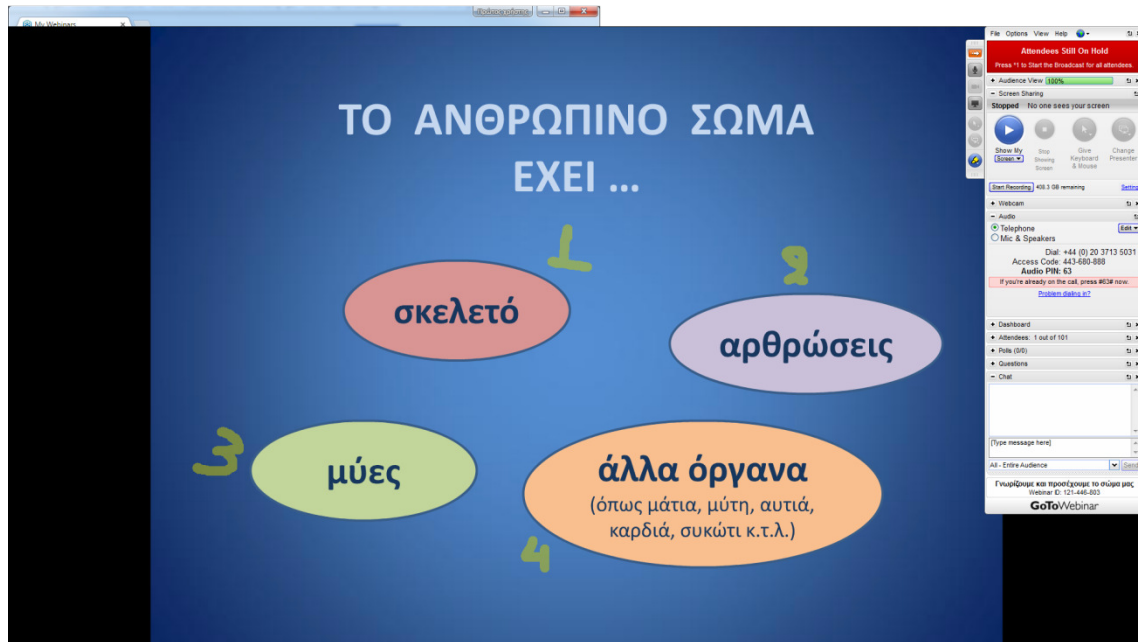 My Webinars
ΤΟ ΑΝΘΡΩΠΙΝΟ ΣΩΜΑ
ΕΧΕΙ ...
1
σκελετό
2
αρθρώσεις
3
μύες
άλλα όργανα
(όπως μάτια, μύτη, αυτιά,
καρδιά, συκώτι κ.τ.λ.)
4
File Options View Help
Attendees Still On Hold
Press *1 to Start the Broadcast for all attendees.
Audience View 100%
Screen Sharing
Stopped No one sees your screen
Show My
Screen
Stop
Showing
Screen
Give
Keyboard
& Mouse
Change
Presenter
Start Recording 408.3 GB remaining
Webcam
Audio
Telephone Edit
Mic & Speakers
Dial: +44 (0) 20 3713 5031
Access Code: 443-680-888
Audio PIN: 63
If you're already on the call, press #63# now.
Problem dialing in?
Dashboard
Attendees: 1 out of 101
Polls (0/0)
Questions
Chat
[Type message here]
All - Entire Audience Send
Γνωρίζουμε και προσέχουμε το σώμα μας
Webinar ID: 121-446-803
GoToWebinar